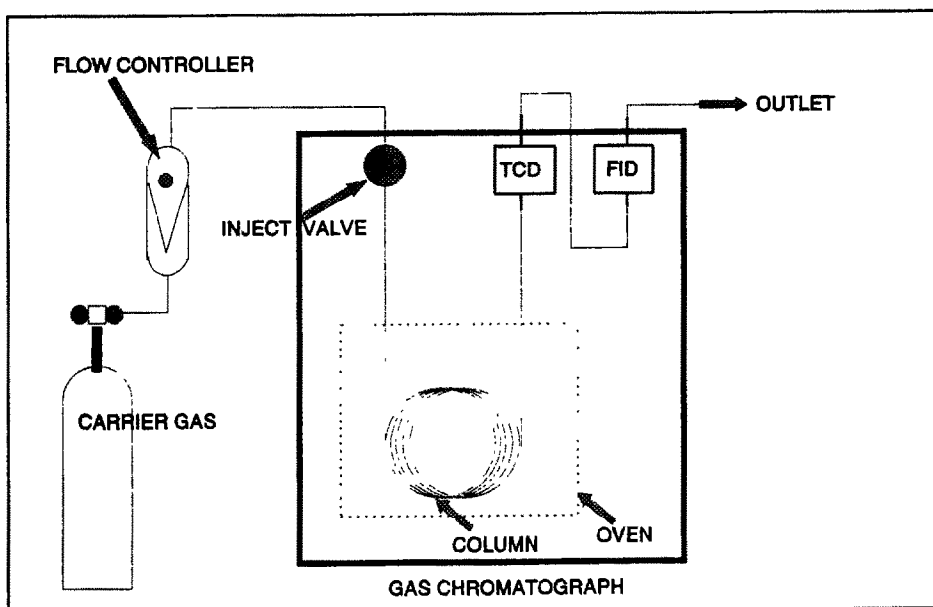 FLOW CONTROLLER
OUTLET
TCD
FID
INJECT VALVE
CARRIER GAS
COLUMN
OVEN
GAS CHROMATOGRAPH